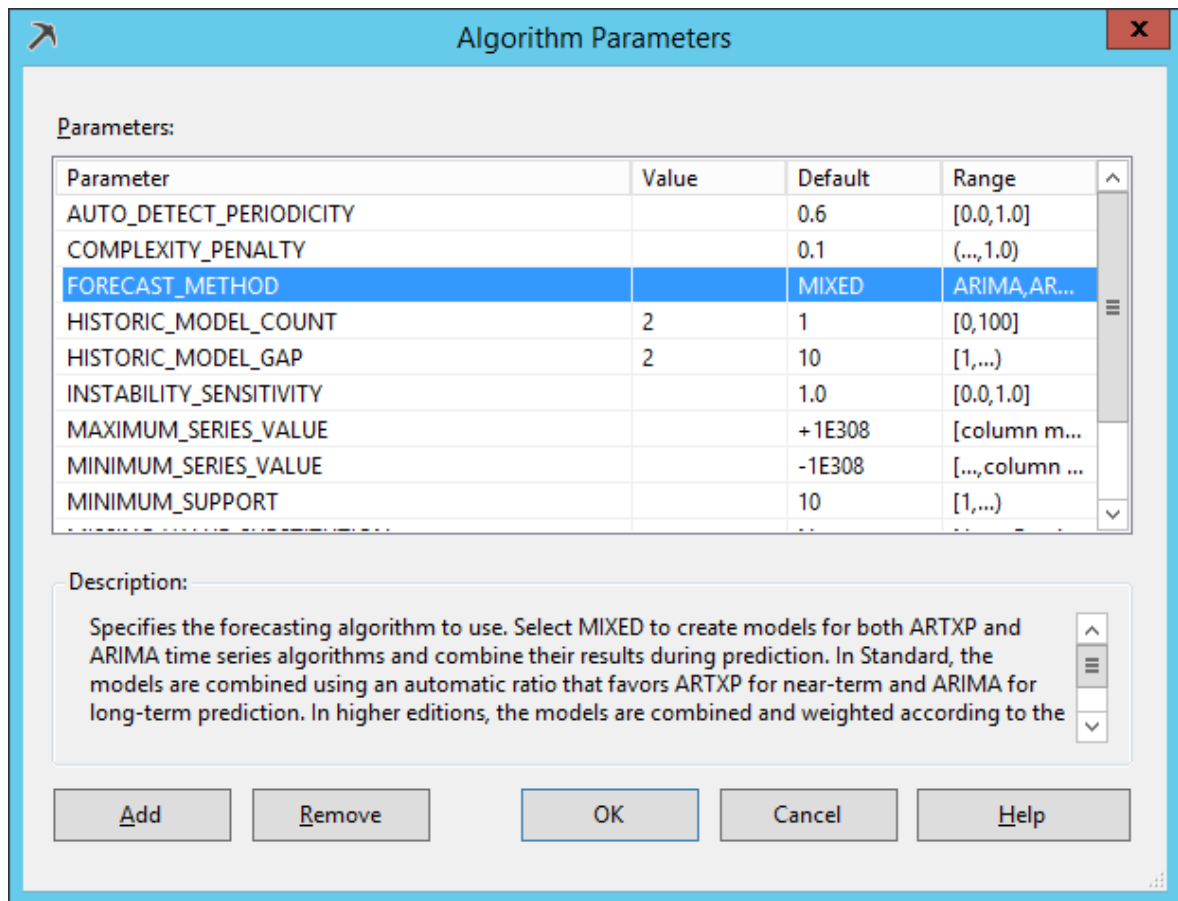 Algorithm Parameters
x
Parameters:
Parameter Value Default Range
AUTO_DETECT_PERIODICITY 0.6 [0.0,1.0]
COMPLEXITY_PENALTY 0.1 (...,1.0)
FORECAST_METHOD MIXED ARIMA,AR...
HISTORIC_MODEL_COUNT 2 1 [0,100]
HISTORIC_MODEL_GAP 2 10 [1,...)
INSTABILITY_SENSITIVITY 1.0 [0.0,1.0]
MAXIMUM_SERIES_VALUE +1E308 [column m...
MINIMUM_SERIES_VALUE -1E308 [...,column ...
MINIMUM_SUPPORT 10 [1,...)
Description:
Specifies the forecasting algorithm to use. Select MIXED to create models for both ARTXP and
ARIMA time series algorithms and combine their results during prediction. In Standard, the
models are combined using an automatic ratio that favors ARTXP for near-term and ARIMA for
long-term prediction. In higher editions, the models are combined and weighted according to the
Add Remove OK Cancel Help